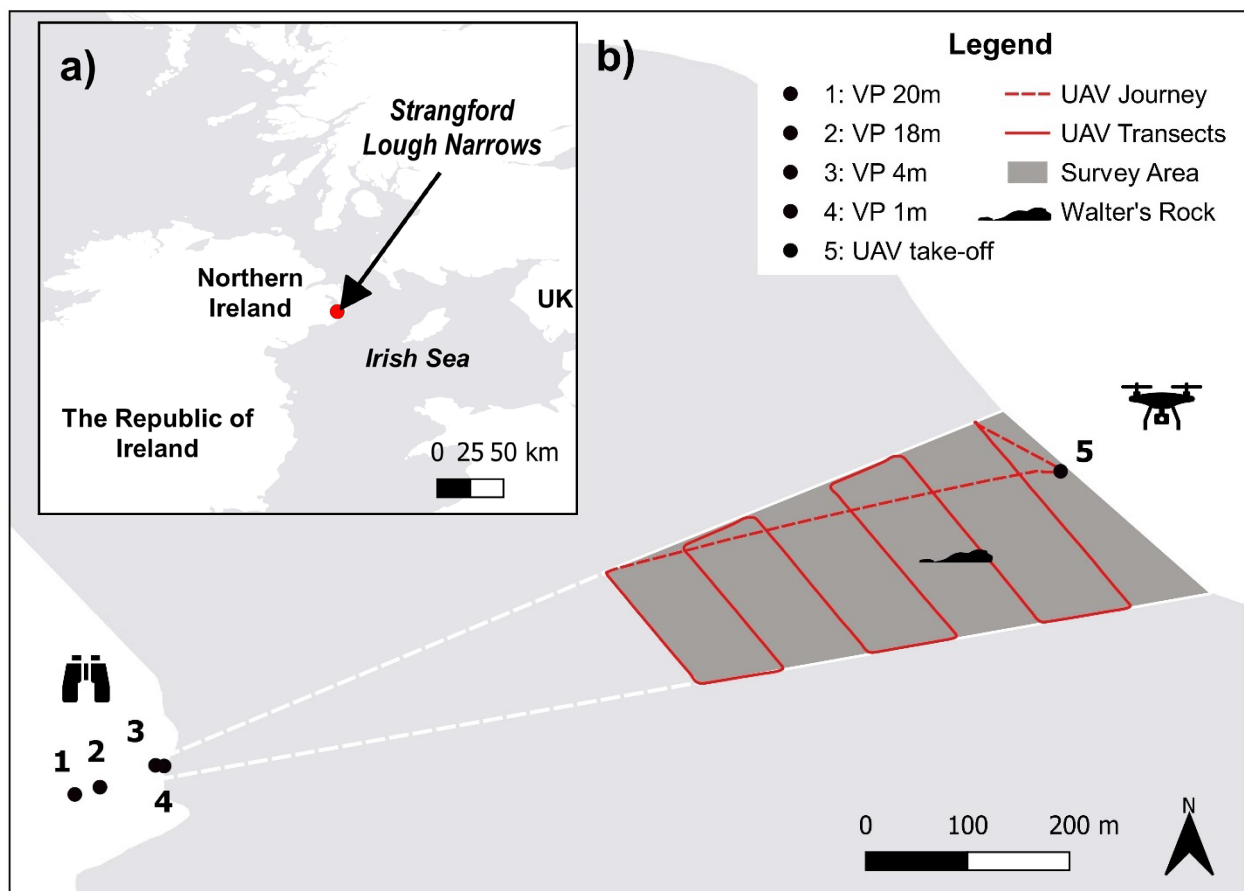 a)
Strangford
Lough Narrows
Northern
Ireland
UK
Irish Sea
The Republic of
Ireland
0 25 50 km
b)
Legend
1: VP 20m
2: VP 18m
3: VP 4m
4: VP 1m
5: UAV take-off
UAV Journey
UAV Transects
Survey Area
Walter's Rock
5
3
2
1
4
0 100 200 m
N